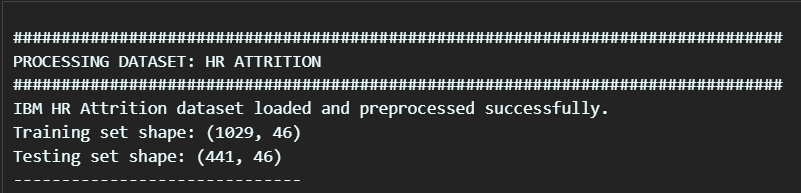 ################################################################################
PROCESSING DATASET: HR ATTRITION
################################################################################
IBM HR Attrition dataset loaded and preprocessed successfully.
Training set shape: (1029, 46)
Testing set shape: (441, 46)
------------------------------